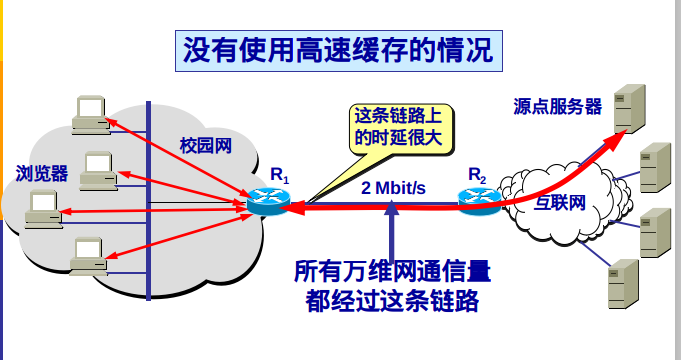 没有使用高速缓存的情况
这条链路上
的时延很大
源点服务器
校园网
浏览器
R1
R2
2 Mbit/s
互联网
所有万维网通信量
都经过这条链路